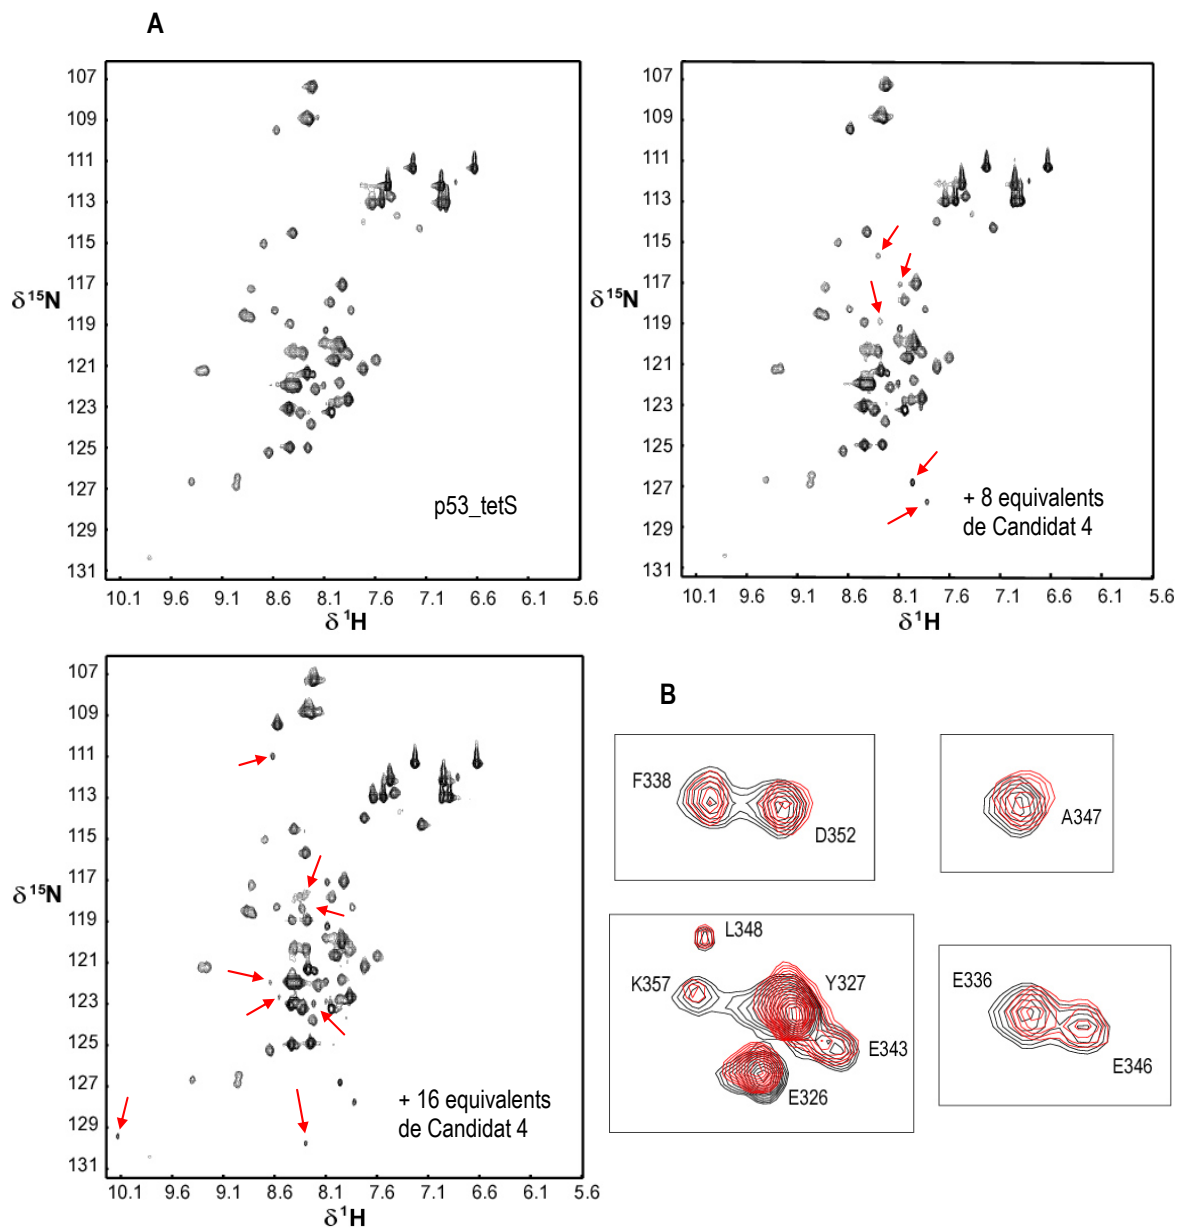 A
107
109
111
113
115
117
δ ¹⁵N
119
121
123
125
127
129
131
p53_tetS
10.1 9.6 9.1 8.6 8.1 7.6 7.1 6.6 6.1 5.6
δ ¹H
107
109
111
113
115
117
δ ¹⁵N
119
121
123
125
127
129
131
+ 8 equivalents
de Candidat 4
10.1 9.6 9.1 8.6 8.1 7.6 7.1 6.6 6.1 5.6
δ ¹H
107
109
111
113
115
117
δ ¹⁵N
119
121
123
125
127
129
131
+ 16 equivalents
de Candidat 4
10.1 9.6 9.1 8.6 8.1 7.6 7.1 6.6 6.1 5.6
δ ¹H
B
F338
D352
A347
L348
K357
Y327
E343
E326
E336
E346